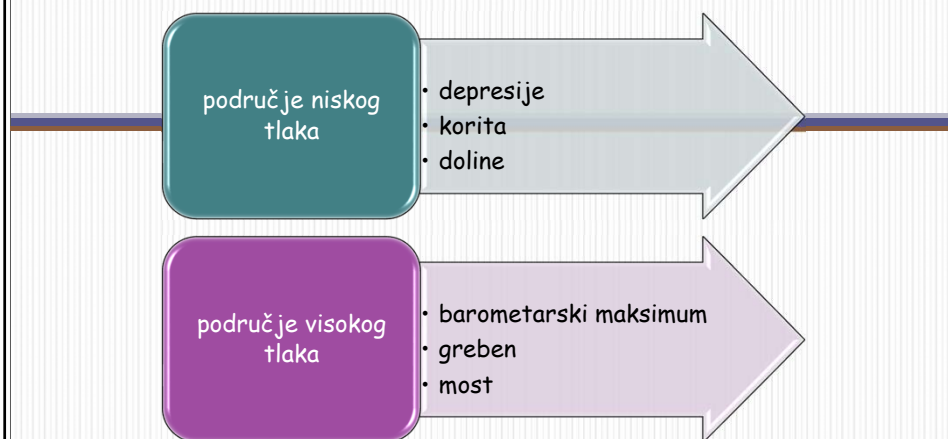 područje niskog
tlaka
• depresije
• korita
• doline
područje visokog
tlaka
• barometarski maksimum
• greben
• most